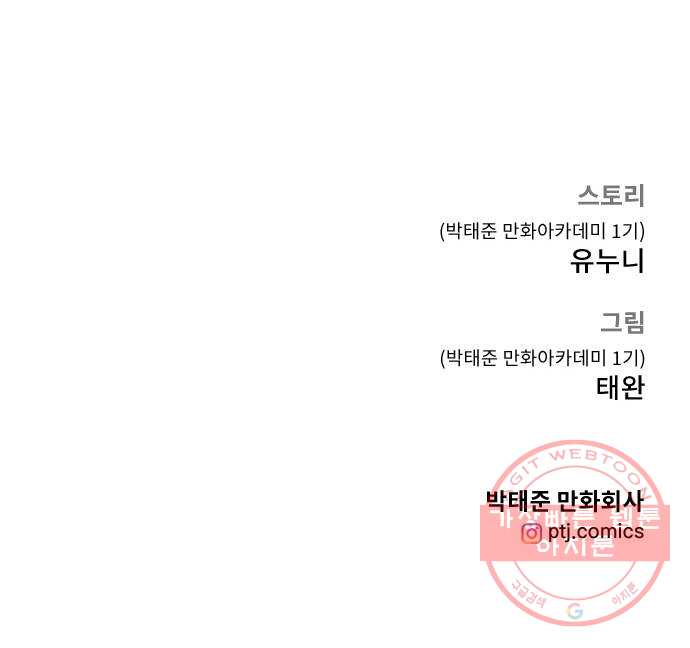 스토리
(박태준 만화아카데미 1기)
유누니
그림
(박태준 만화아카데미 1기)
태완
AGIT WEBTOON
박태준 만화회사
가장빠른 웹툰
ptj.comics
아지툰
구글검색
아지툰